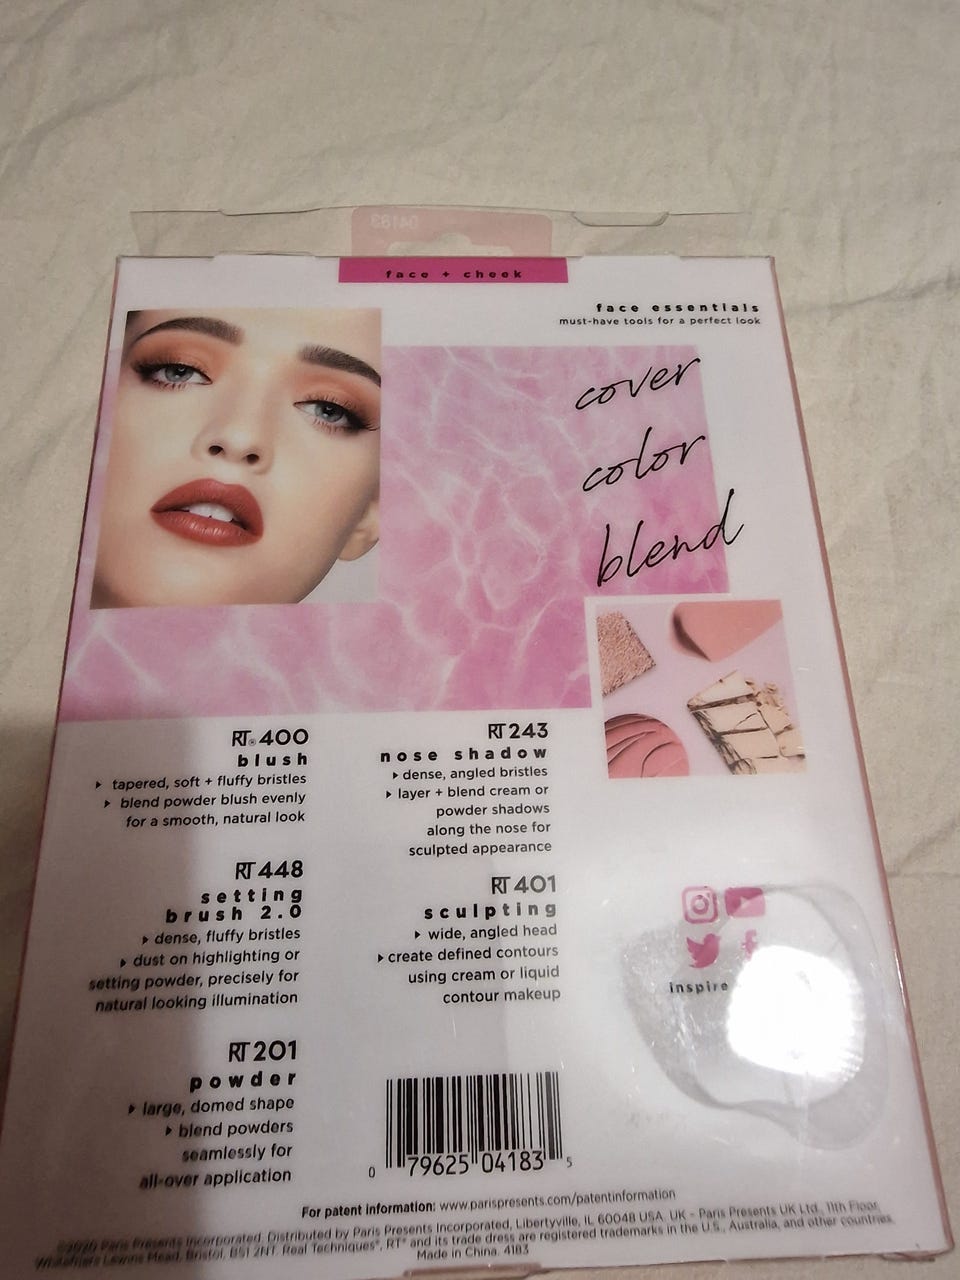 04183
face + cheek
face essentials
must-have tools for a perfect look
cover
color
blend
RT® 400
blush
▸ tapered, soft + fluffy bristles
▸ blend powder blush evenly
for a smooth, natural look
RT 448
setting
brush 2.0
▸ dense, fluffy bristles
▸ dust on highlighting or
setting powder, precisely for
natural looking illumination
RT 201
powder
▸ large, domed shape
▸ blend powders
seamlessly for
all-over application
RT 243
nose shadow
▸ dense, angled bristles
▸ layer + blend cream or
powder shadows
along the nose for
sculpted appearance
RT 401
sculpting
▸ wide, angled head
▸ create defined contours
using cream or liquid
contour makeup
inspire
0 79625 04183 5
For patent information: www.parispresents.com/patentinformation
©2020 Paris Presents Incorporated. Distributed by Paris Presents Incorporated, Libertyville, IL 60048 USA. UK - Paris Presents UK Ltd., 11th Floor,
Whitefriars Lewins Mead, Bristol, BS1 2NT. Real Techniques®, RT® and its trade dress are registered trademarks in the U.S., Australia, and other countries.
Made in China. 4183